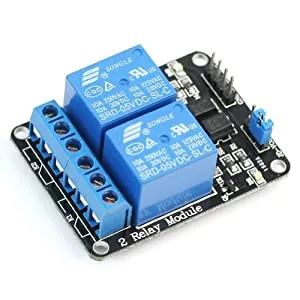 SONGLE
10A 250VAC 10A 125VAC
10A 30VDC 10A 28VDC
SRD-05VDC-SL-C
SONGLE
10A 250VAC 10A 125VAC
10A 30VDC 10A 28VDC
SRD-05VDC-SL-C
2 Relay Module